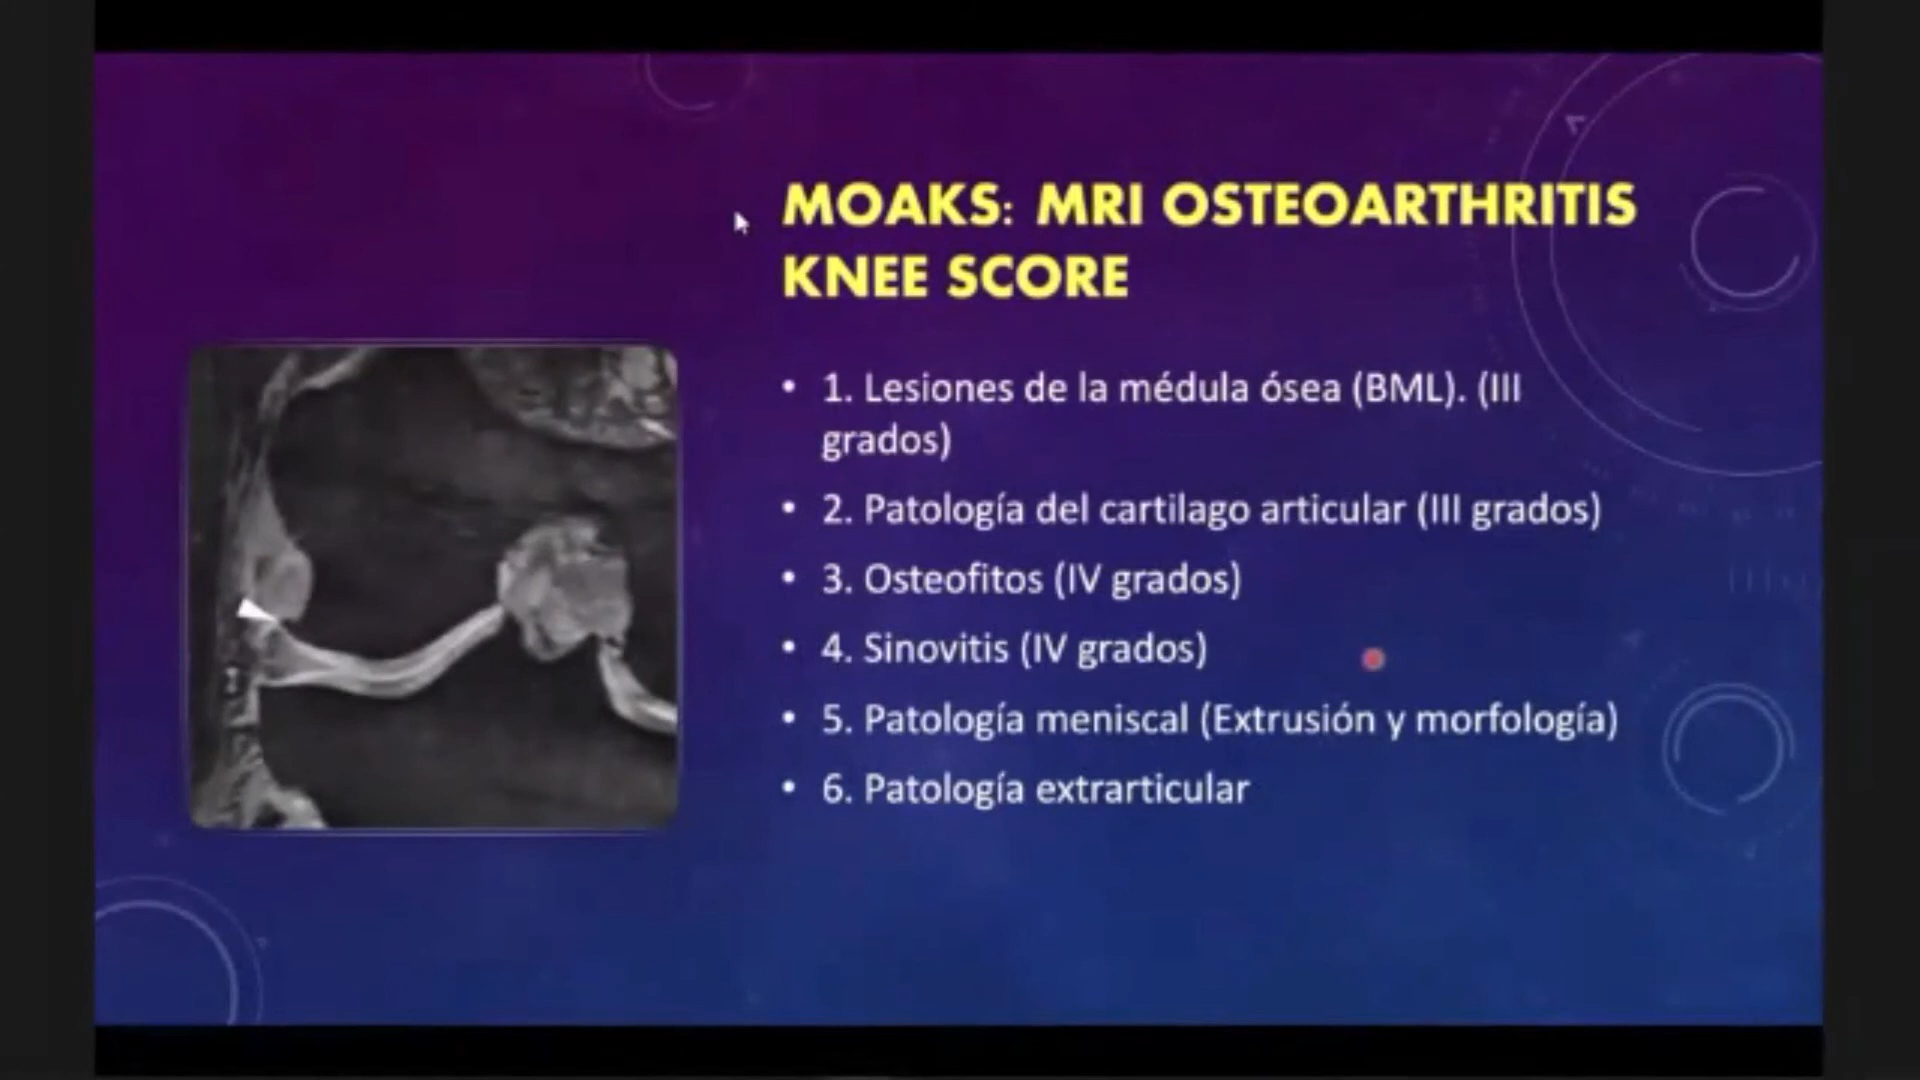 MOAKS: MRI OSTEOARTHRITIS
KNEE SCORE
• 1. Lesiones de la médula ósea (BML). (III
grados)
• 2. Patología del cartilago articular (III grados)
• 3. Osteofitos (IV grados)
• 4. Sinovitis (IV grados)
• 5. Patología meniscal (Extrusión y morfología)
• 6. Patología extrarticular